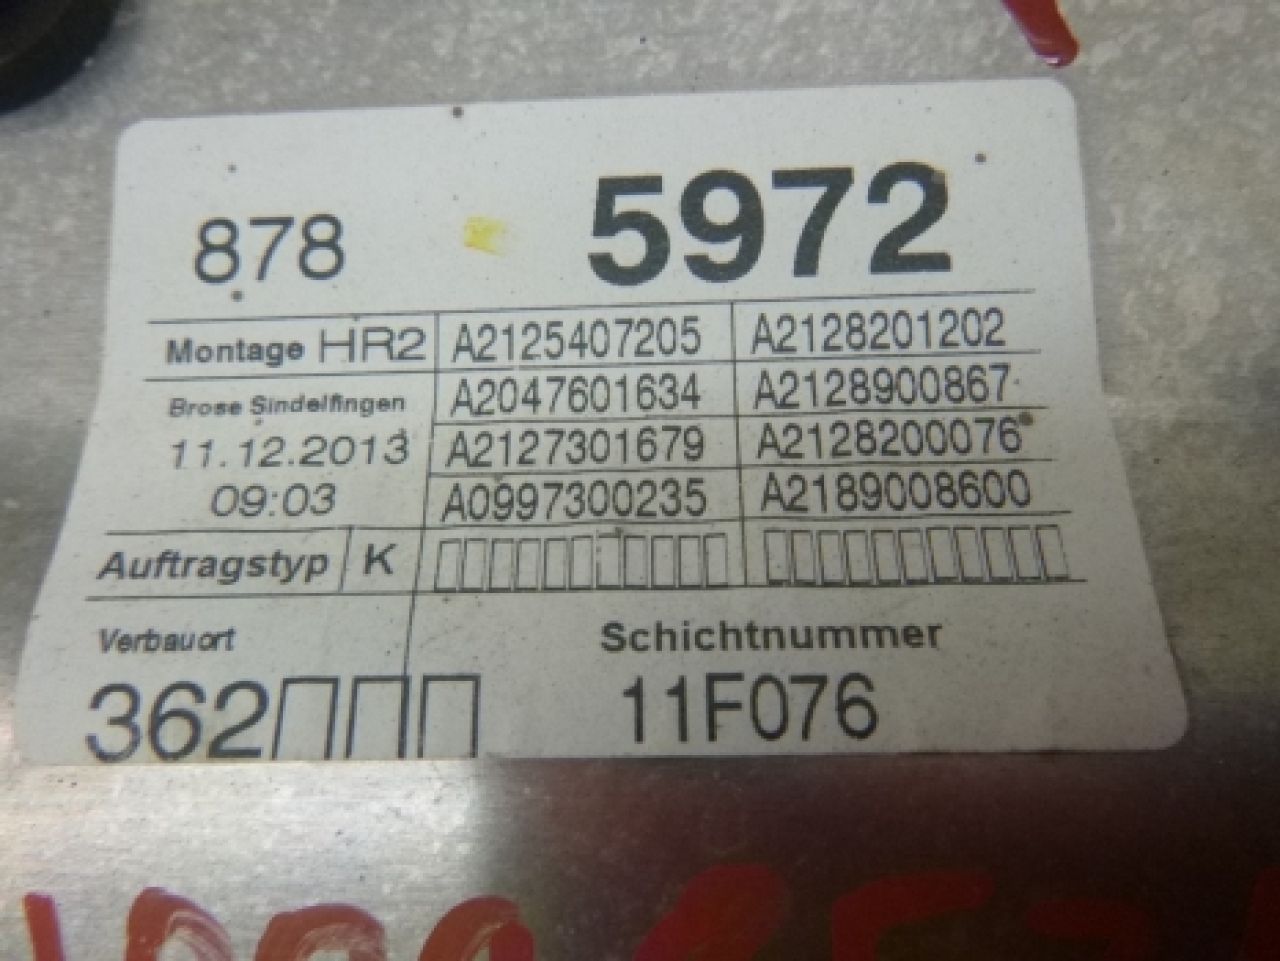 878 5972
Montage HR2 A2125407205 A2128201202
A2047601634 A2128900867
Brose Sindelfingen
11.12.2013 A2127301679 A2128200076
09:03 A0997300235 A2189008600
Auftragstyp K
Verbauort Schichtnummer
362 11F076